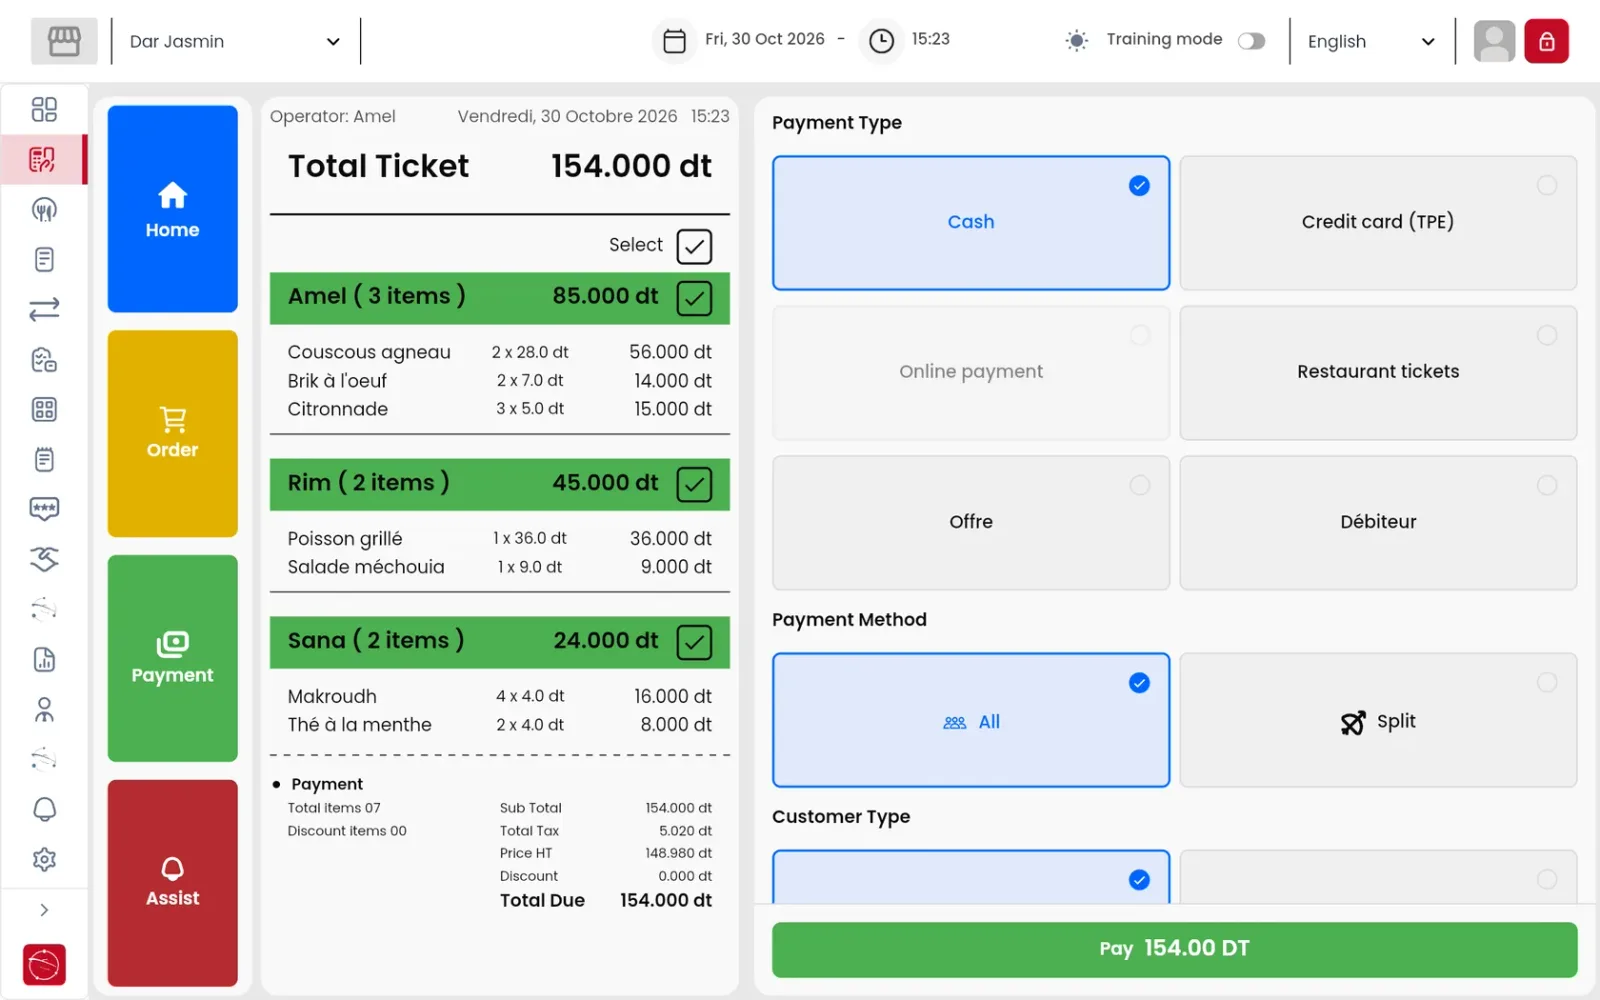 Dar Jasmin
Fri, 30 Oct 2026 - 15:23
Training mode
English
Home
Order
Payment
Assist
Operator: Amel Vendredi, 30 Octobre 2026 15:23
Total Ticket 154.000 dt
Select
Amel ( 3 items ) 85.000 dt
Couscous agneau 2 x 28.0 dt 56.000 dt
Brik à l'oeuf 2 x 7.0 dt 14.000 dt
Citronnade 3 x 5.0 dt 15.000 dt
Rim ( 2 items ) 45.000 dt
Poisson grillé 1 x 36.0 dt 36.000 dt
Salade méchouia 1 x 9.0 dt 9.000 dt
Sana ( 2 items ) 24.000 dt
Makroudh 4 x 4.0 dt 16.000 dt
Thé à la menthe 2 x 4.0 dt 8.000 dt
Payment
Total items 07
Discount items 00
Sub Total 154.000 dt
Total Tax 5.020 dt
Price HT 148.980 dt
Discount 0.000 dt
Total Due 154.000 dt
Payment Type
Cash
Credit card (TPE)
Online payment
Restaurant tickets
Offre
Débiteur
Payment Method
All
Split
Customer Type
Pay 154.00 DT